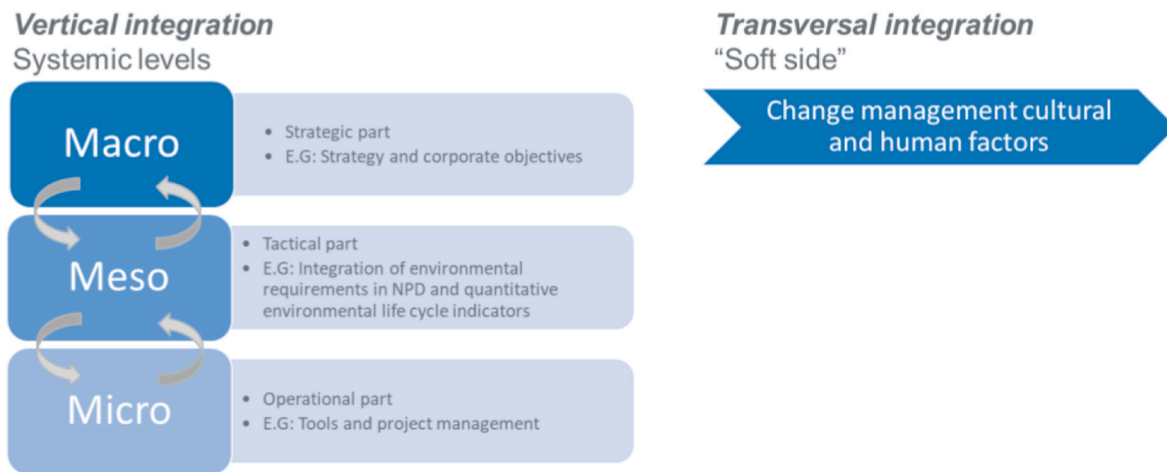 Vertical integration
Systemic levels
Macro
• Strategic part
• E.G: Strategy and corporate objectives
Meso
• Tactical part
• E.G: Integration of environmental
requirements in NPD and quantitative
environmental life cycle indicators
Micro
• Operational part
• E.G: Tools and project management
Transversal integration
“Soft side”
Change management cultural
and human factors